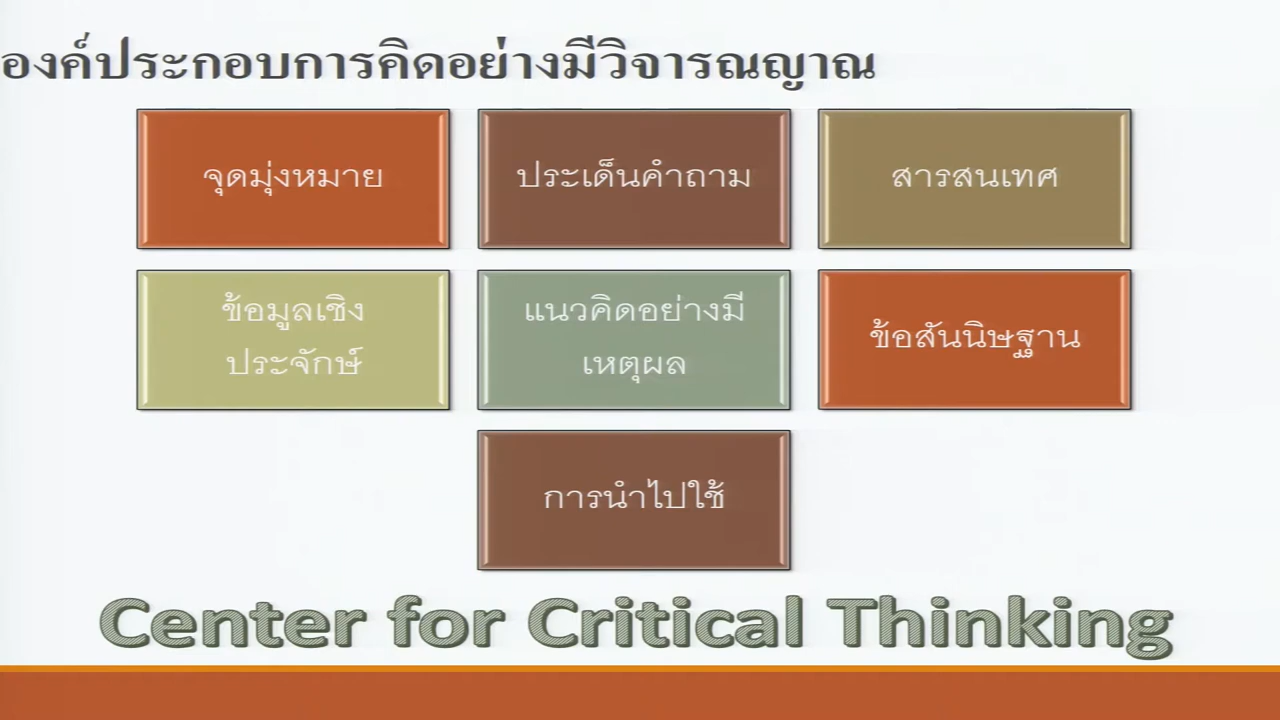 องค์ประกอบการคิดอย่างมีวิจารณญาณ
จุดมุ่งหมาย
ประเด็นคำถาม
สารสนเทศ
ข้อมูลเชิง
ประจักษ์
แนวคิดอย่างมี
เหตุผล
ข้อสันนิษฐาน
การนำไปใช้
Center for Critical Thinking